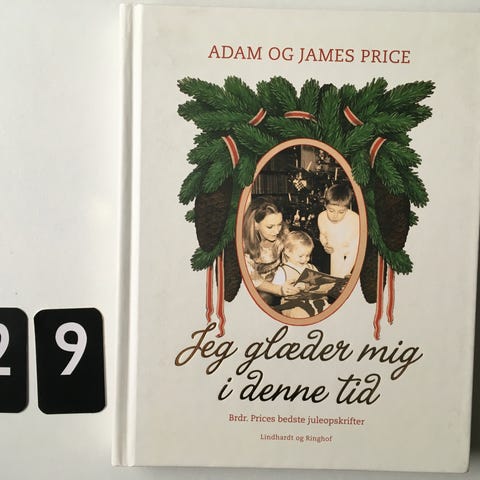 ADAM OG JAMES PRICE
Jeg glæder mig
i denne tid
Brdr. Prices bedste juleopskrifter
Lindhardt og Ringhof
29